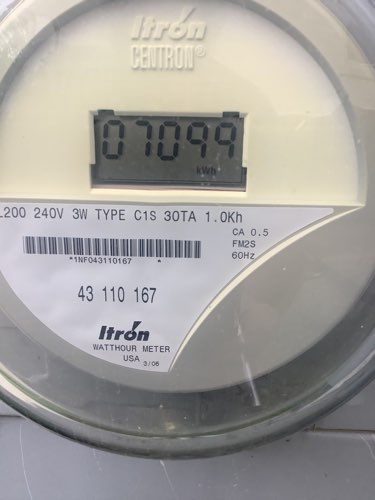 Itron
CENTRON®
07099
kWh
L200 240V 3W TYPE C1S 30TA 1.0Kh
CA 0.5
FM2S
60Hz
*1NF043110167 *
43 110 167
Itron
WATTHOUR METER
USA 3/06